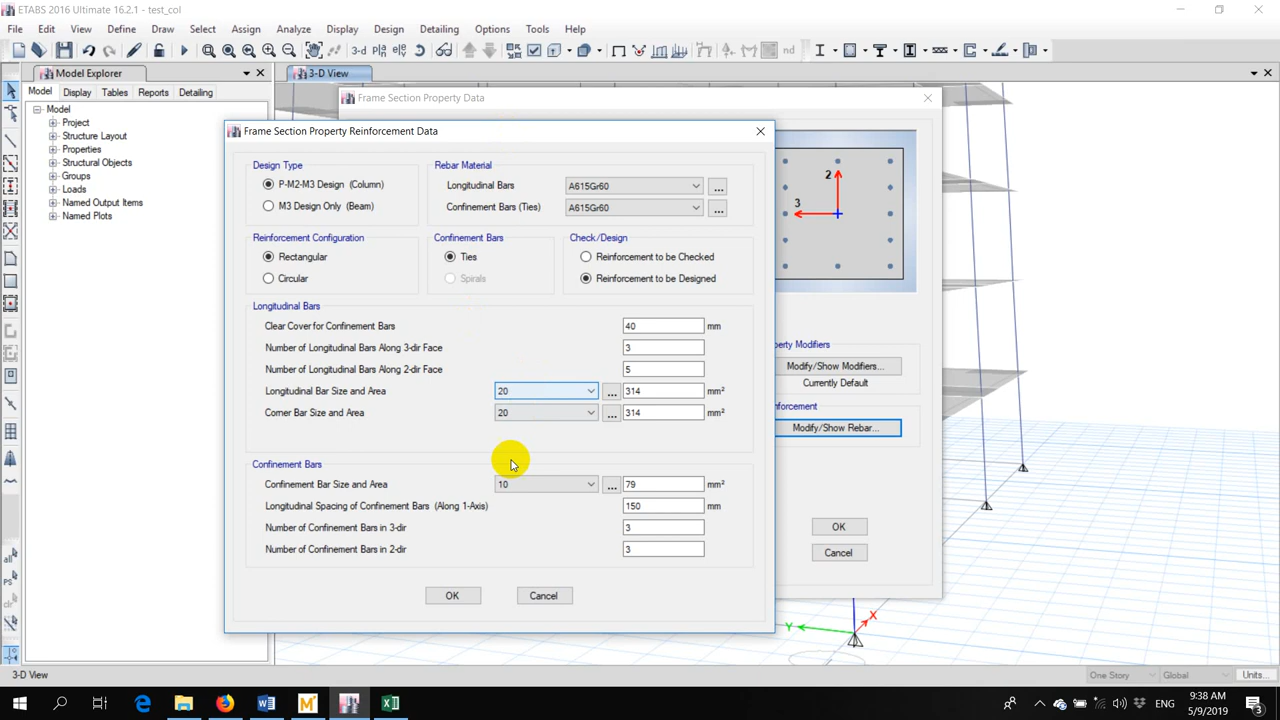 ETABS 2016 Ultimate 16.2.1 - test_col
File Edit View Define Draw Select Assign Analyze Display Design Detailing Options Tools Help
3-d nd
Model Explorer
3-D View
Model Display Tables Reports Detailing
Model
Project
Structure Layout
Properties
Structural Objects
Groups
Loads
Named Output Items
Named Plots
Frame Section Property Data
Frame Section Property Reinforcement Data
Design Type
P-M2-M3 Design (Column)
M3 Design Only (Beam)
Rebar Material
Longitudinal Bars A615Gr60 ...
Confinement Bars (Ties) A615Gr60 ...
Reinforcement Configuration
Rectangular
Circular
Confinement Bars
Ties
Spirals
Check/Design
Reinforcement to be Checked
Reinforcement to be Designed
Longitudinal Bars
Clear Cover for Confinement Bars 40 mm
Number of Longitudinal Bars Along 3-dir Face 3
Number of Longitudinal Bars Along 2-dir Face 5
Longitudinal Bar Size and Area 20 ... 314 mm²
Corner Bar Size and Area 20 ... 314 mm²
Confinement Bars
Confinement Bar Size and Area 10 ... 79 mm²
Longitudinal Spacing of Confinement Bars (Along 1-Axis) 150 mm
Number of Confinement Bars in 3-dir 3
Number of Confinement Bars in 2-dir 3
OK Cancel
2
3
perty Modifiers
Modify/Show Modifiers...
Currently Default
inforcement
Modify/Show Rebar...
OK
Cancel
Y X
3-D View
One Story Global Units...
ENG
9:38 AM
5/9/2019